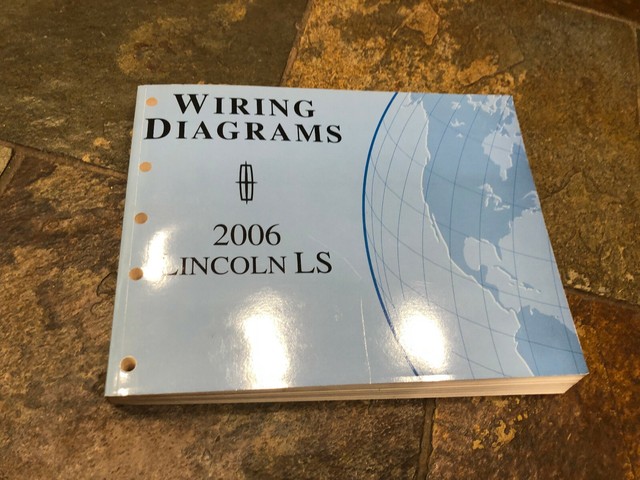 WIRING
DIAGRAMS
2006
LINCOLN LS